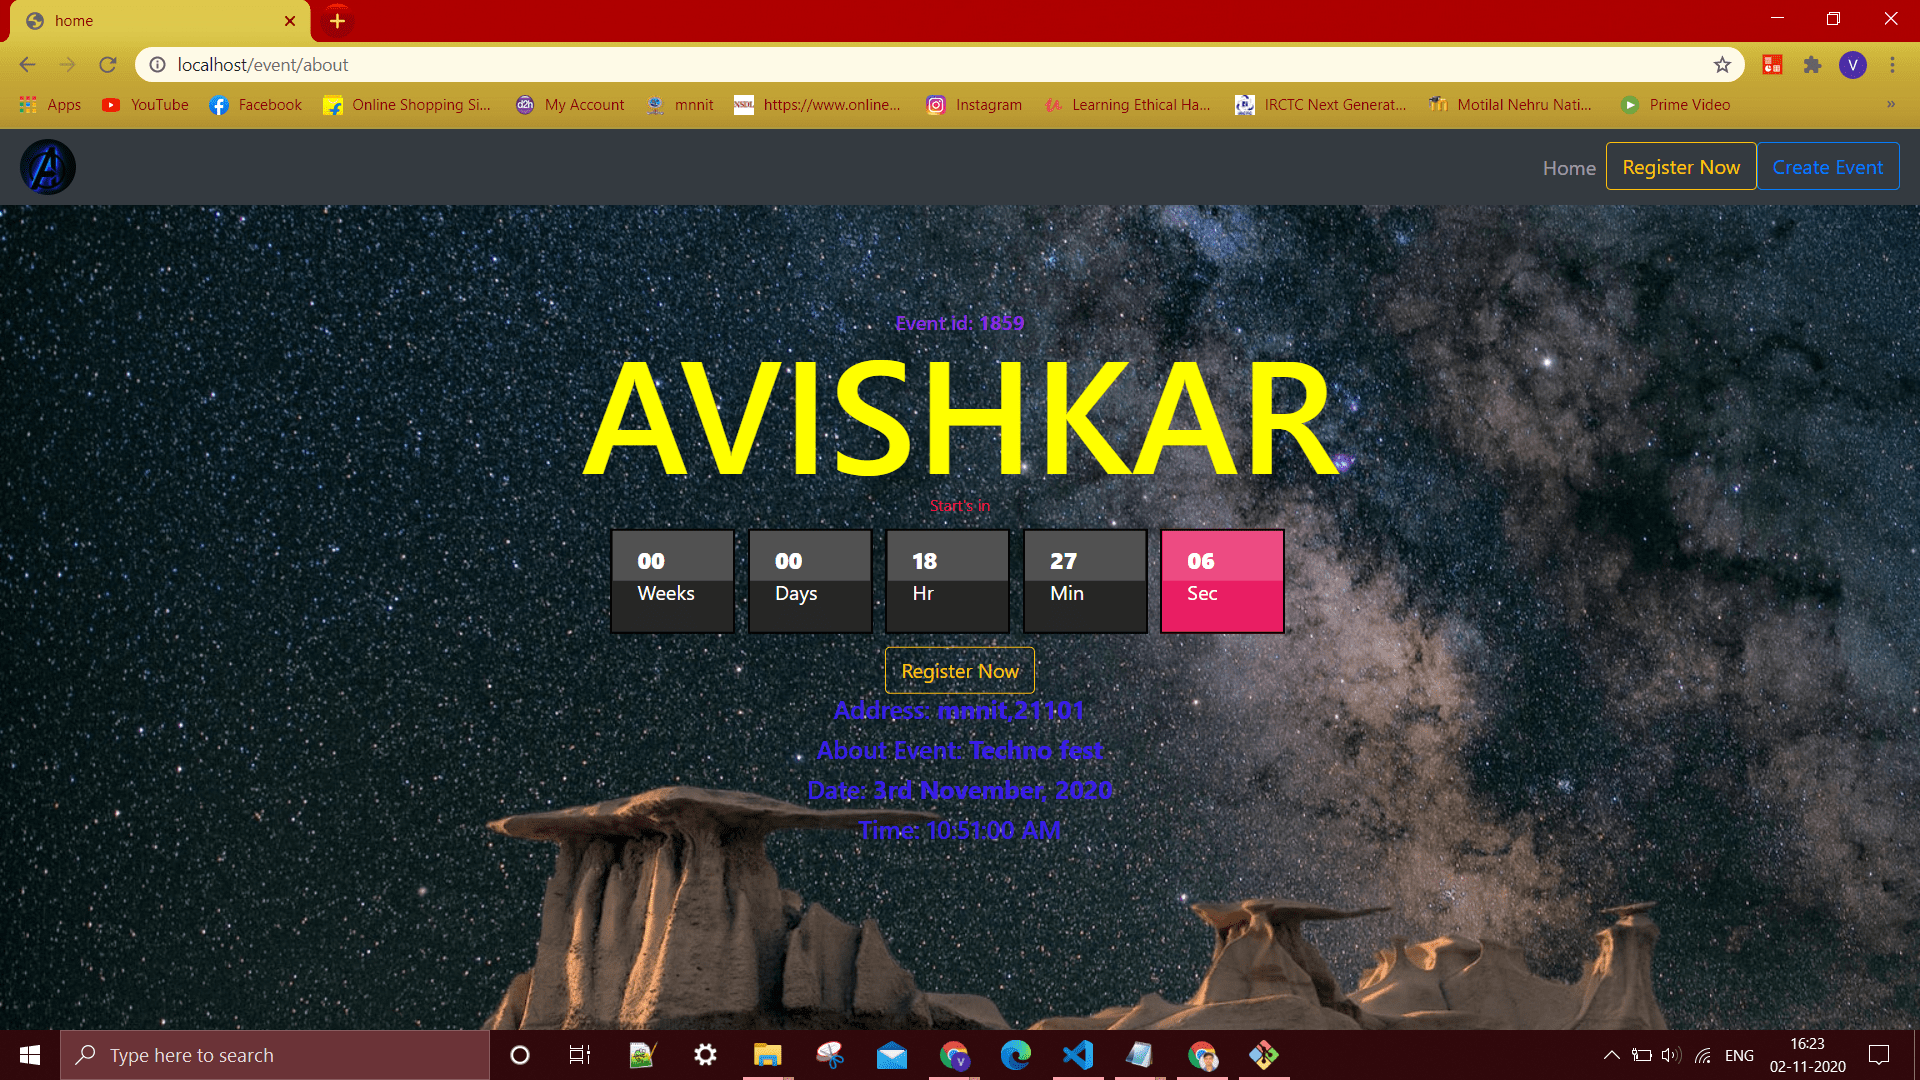 home
localhost/event/about
Apps YouTube Facebook Online Shopping Si... My Account mnnit https://www.online... Instagram Learning Ethical Ha... IRCTC Next Generat... Motilal Nehru Nati... Prime Video »
V
NSDL
d2h
Home Register Now Create Event
Event id: 1859
AVISHKAR
Start's in
00 00 18 27 06
Weeks Days Hr Min Sec
Register Now
Address: mnnit,21101
About Event: Techno fest
Date: 3rd November, 2020
Time: 10:51:00 AM
Type here to search
V
ENG
16:23
02-11-2020